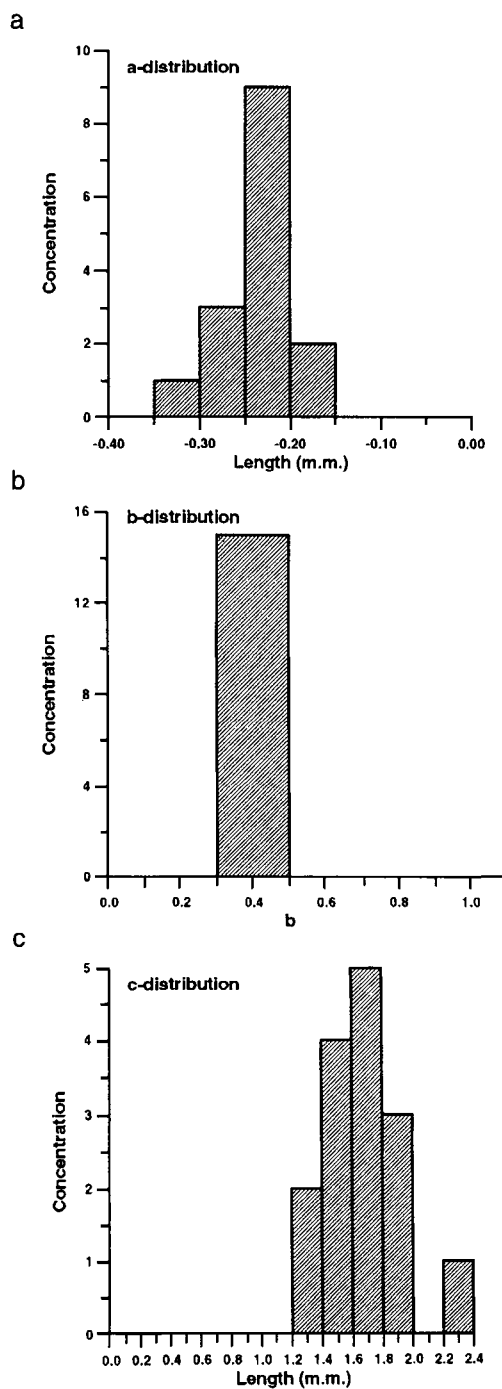 a
a-distribution
10
8
6
4
2
0
Concentration
-0.40 -0.30 -0.20 -0.10 0.00
Length (m.m.)
b
b-distribution
16
12
8
4
0
Concentration
0.0 0.2 0.4 0.6 0.8 1.0
b
c
c-distribution
5
4
3
2
1
0
Concentration
0.0 0.2 0.4 0.6 0.8 1.0 1.2 1.4 1.6 1.8 2.0 2.2 2.4
Length (m.m.)